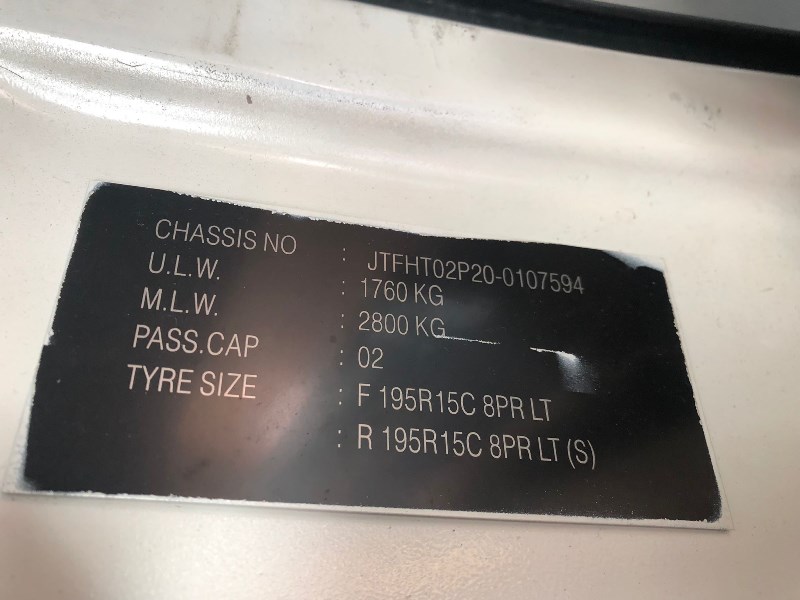 CHASSIS NO : JTFHT02P20-0107594
U.L.W. : 1760 KG
M.L.W. : 2800 KG
PASS.CAP : 02
TYRE SIZE : F 195R15C 8PR LT
: R 195R15C 8PR LT (S)